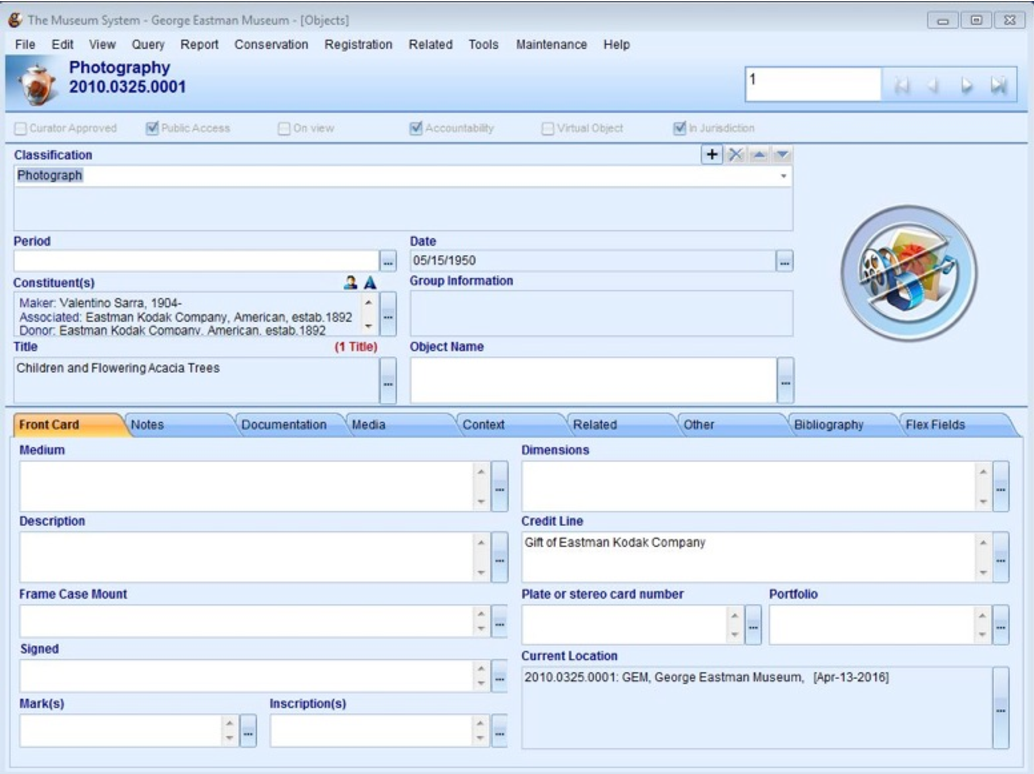 The Museum System - George Eastman Museum - [Objects]
File Edit View Query Report Conservation Registration Related Tools Maintenance Help
Photography
2010.0325.0001
1
Curator Approved Public Access On view Accountability Virtual Object In Jurisdiction
Classification
Photograph
Period Date
05/15/1950
Constituent(s) Group Information
Maker: Valentino Sarra, 1904-
Associated: Eastman Kodak Company, American, estab.1892
Donor: Eastman Kodak Company, American, estab.1892
Title (1 Title) Object Name
Children and Flowering Acacia Trees
Front Card Notes Documentation Media Context Related Other Bibliography Flex Fields
Medium Dimensions
Description Credit Line
Gift of Eastman Kodak Company
Frame Case Mount Plate or stereo card number Portfolio
Signed
Current Location
2010.0325.0001: GEM, George Eastman Museum, [Apr-13-2016]
Mark(s) Inscription(s)